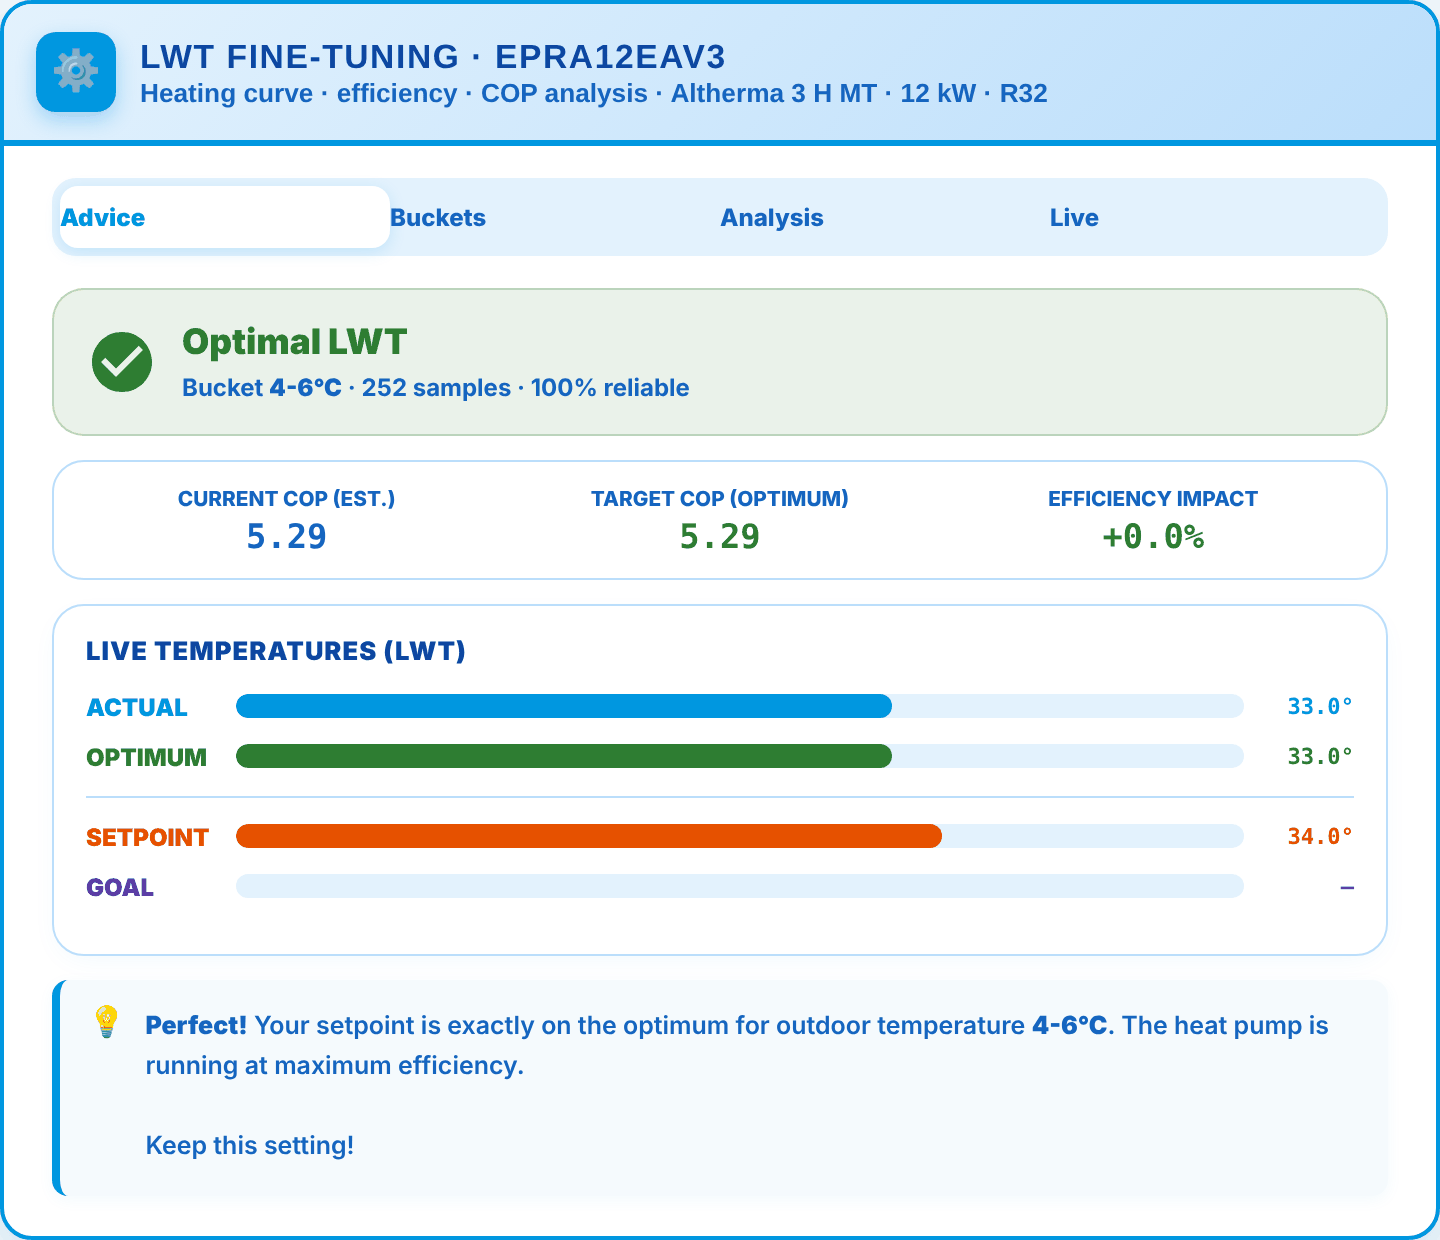 LWT FINE-TUNING · EPRA12EAV3
Heating curve · efficiency · COP analysis · Altherma 3 H MT · 12 kW · R32
Advice Buckets Analysis Live
Optimal LWT
Bucket 4-6°C · 252 samples · 100% reliable
CURRENT COP (EST.) TARGET COP (OPTIMUM) EFFICIENCY IMPACT
5.29 5.29 +0.0%
LIVE TEMPERATURES (LWT)
ACTUAL 33.0°
OPTIMUM 33.0°
SETPOINT 34.0°
GOAL –
Perfect! Your setpoint is exactly on the optimum for outdoor temperature 4-6°C. The heat pump is
running at maximum efficiency.
Keep this setting!